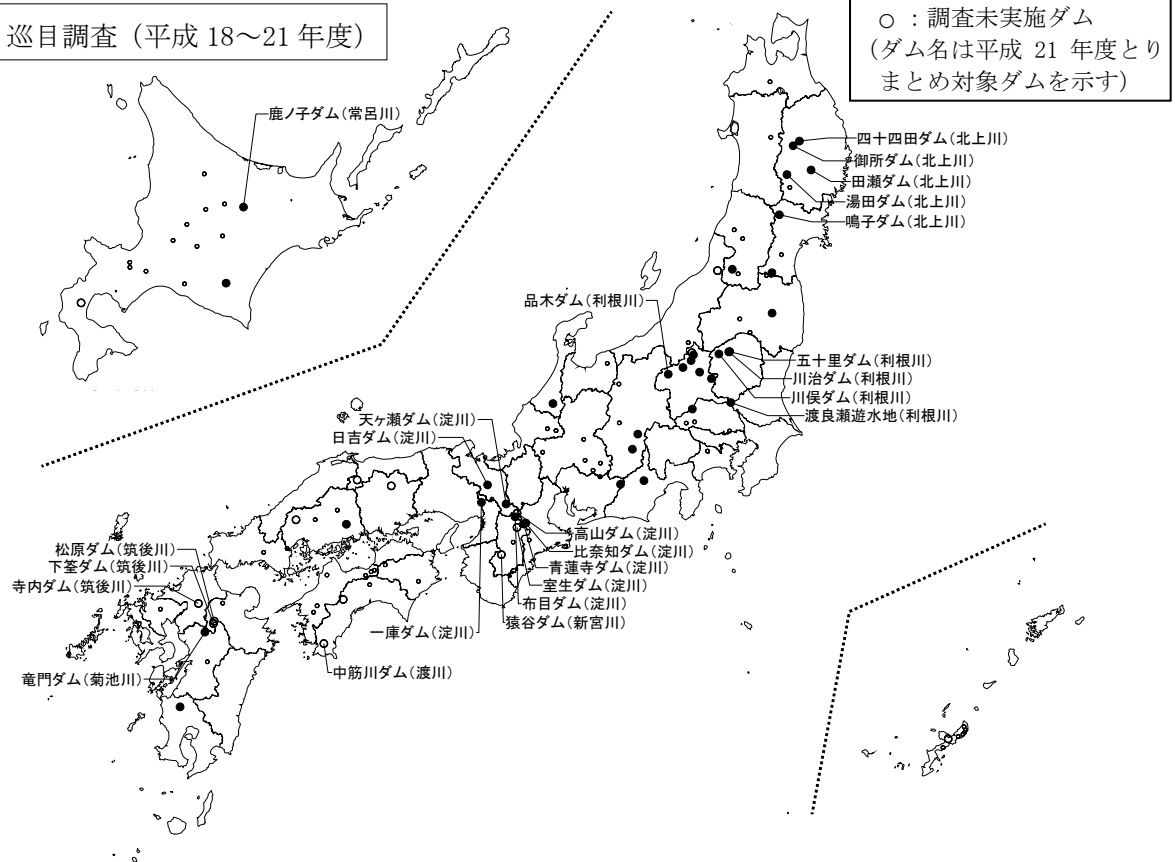 巡目調査（平成 18～21 年度）
○ ：調査未実施ダム
（ダム名は平成 21 年度とり
まとめ対象ダムを示す）
鹿ノ子ダム(常呂川)
四十四田ダム(北上川)
御所ダム(北上川)
田瀬ダム(北上川)
湯田ダム(北上川)
鳴子ダム(北上川)
品木ダム(利根川)
五十里ダム(利根川)
川治ダム(利根川)
川俣ダム(利根川)
渡良瀬遊水地(利根川)
天ヶ瀬ダム(淀川)
日吉ダム(淀川)
高山ダム(淀川)
比奈知ダム(淀川)
青蓮寺ダム(淀川)
室生ダム(淀川)
布目ダム(淀川)
猿谷ダム(新宮川)
一庫ダム(淀川)
中筋川ダム(渡川)
松原ダム(筑後川)
下筌ダム(筑後川)
寺内ダム(筑後川)
竜門ダム(菊池川)